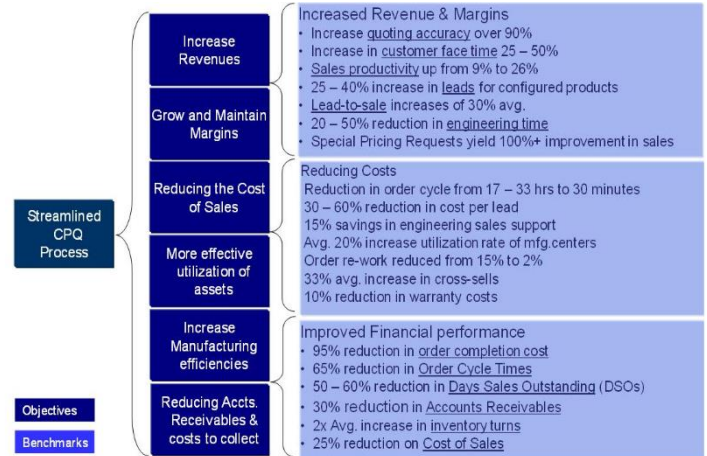 Streamlined
CPQ
Process
Increase
Revenues
Grow and Maintain
Margins
Reducing the Cost
of Sales
More effective
utilization of
assets
Increase
Manufacturing
efficiencies
Reducing Accts.
Receivables &
costs to collect
Increased Revenue & Margins
• Increase quoting accuracy over 90%
• Increase in customer face time 25 – 50%
• Sales productivity up from 9% to 26%
• 25 – 40% increase in leads for configured products
• Lead-to-sale increases of 30% avg.
• 20 – 50% reduction in engineering time
• Special Pricing Requests yield 100%+ improvement in sales
Reducing Costs
Reduction in order cycle from 17 – 33 hrs to 30 minutes
30 – 60% reduction in cost per lead
15% savings in engineering sales support
Avg. 20% increase utilization rate of mfg.centers
Order re-work reduced from 15% to 2%
33% avg. increase in cross-sells
10% reduction in warranty costs
Improved Financial performance
• 95% reduction in order completion cost
• 65% reduction in Order Cycle Times
• 50 – 60% reduction in Days Sales Outstanding (DSOs)
• 30% reduction in Accounts Receivables
• 2x Avg. increase in inventory turns
• 25% reduction on Cost of Sales
Objectives
Benchmarks